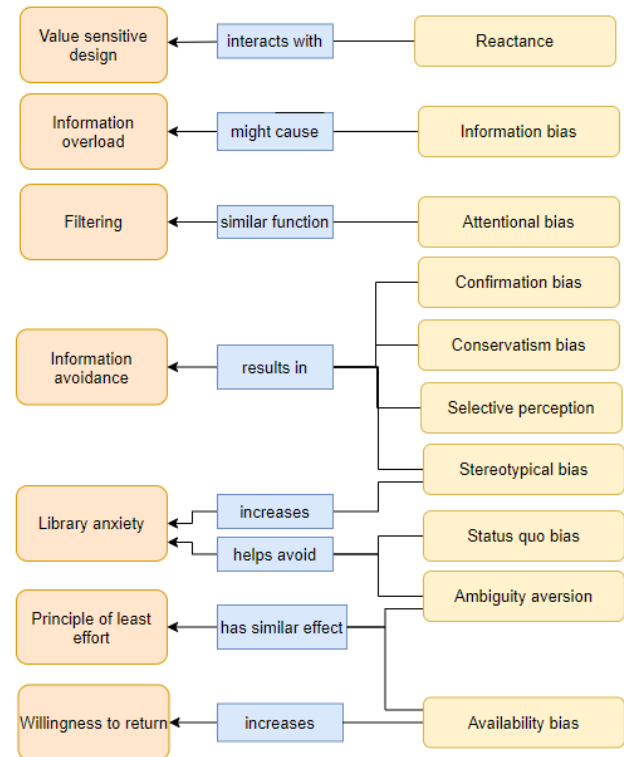 Value sensitive
design
interacts with
Reactance
Information
overload
might cause
Information bias
Filtering
similar function
Attentional bias
Confirmation bias
Information
avoidance
results in
Conservatism bias
Selective perception
Stereotypical bias
Library anxiety
increases
helps avoid
Status quo bias
Ambiguity aversion
Principle of least
effort
has similar effect
Willingness to return
increases
Availability bias